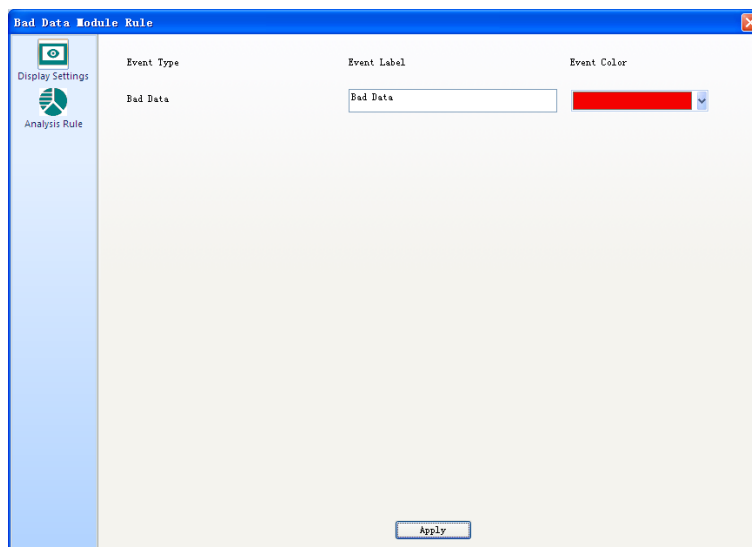 Bad Data Module Rule
Display Settings
Analysis Rule
Event Type Event Label Event Color
Bad Data Bad Data
Apply